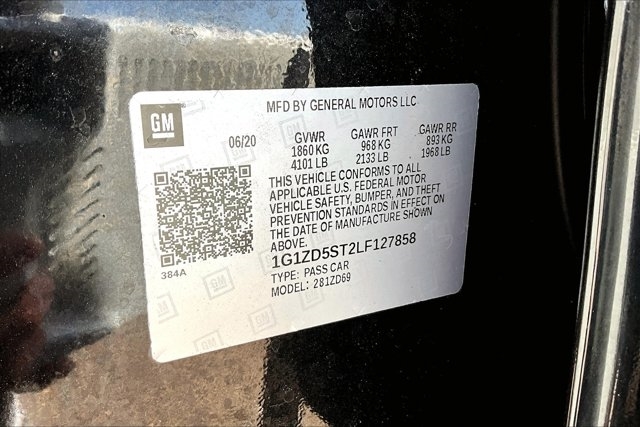 GM
MFD BY GENERAL MOTORS LLC
06/20
GVWR GAWR FRT GAWR RR
1860 KG 968 KG 893 KG
4101 LB 2133 LB 1968 LB
THIS VEHICLE CONFORMS TO ALL
APPLICABLE U.S. FEDERAL MOTOR
VEHICLE SAFETY, BUMPER, AND THEFT
PREVENTION STANDARDS IN EFFECT ON
THE DATE OF MANUFACTURE SHOWN
ABOVE.
384A
1G1ZD5ST2LF127858
TYPE: PASS CAR
MODEL: 281ZD69